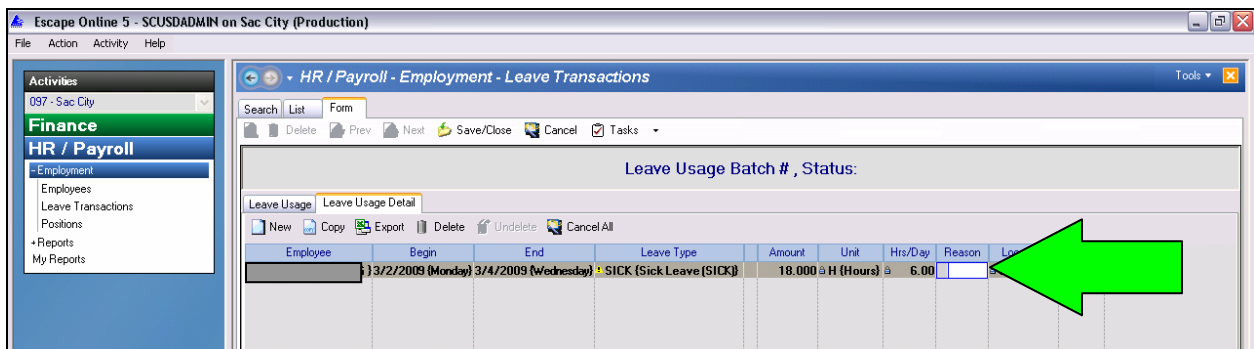 Escape Online 5 - SCUSDADMIN on Sac City (Production)
File Action Activity Help
Activities
097 - Sac City
Finance
HR / Payroll
- Employment
Employees
Leave Transactions
Positions
+ Reports
My Reports
HR / Payroll - Employment - Leave Transactions
Tools
Search List Form
Delete Prev Next Save/Close Cancel Tasks
Leave Usage Batch # , Status:
Leave Usage Leave Usage Detail
New Copy Export Delete Undelete Cancel All
Employee Begin End Leave Type Amount Unit Hrs/Day Reason
} 3/2/2009 {Monday} 3/4/2009 {Wednesday} SICK {Sick Leave (SICK)} 18.000 H {Hours} 6.00